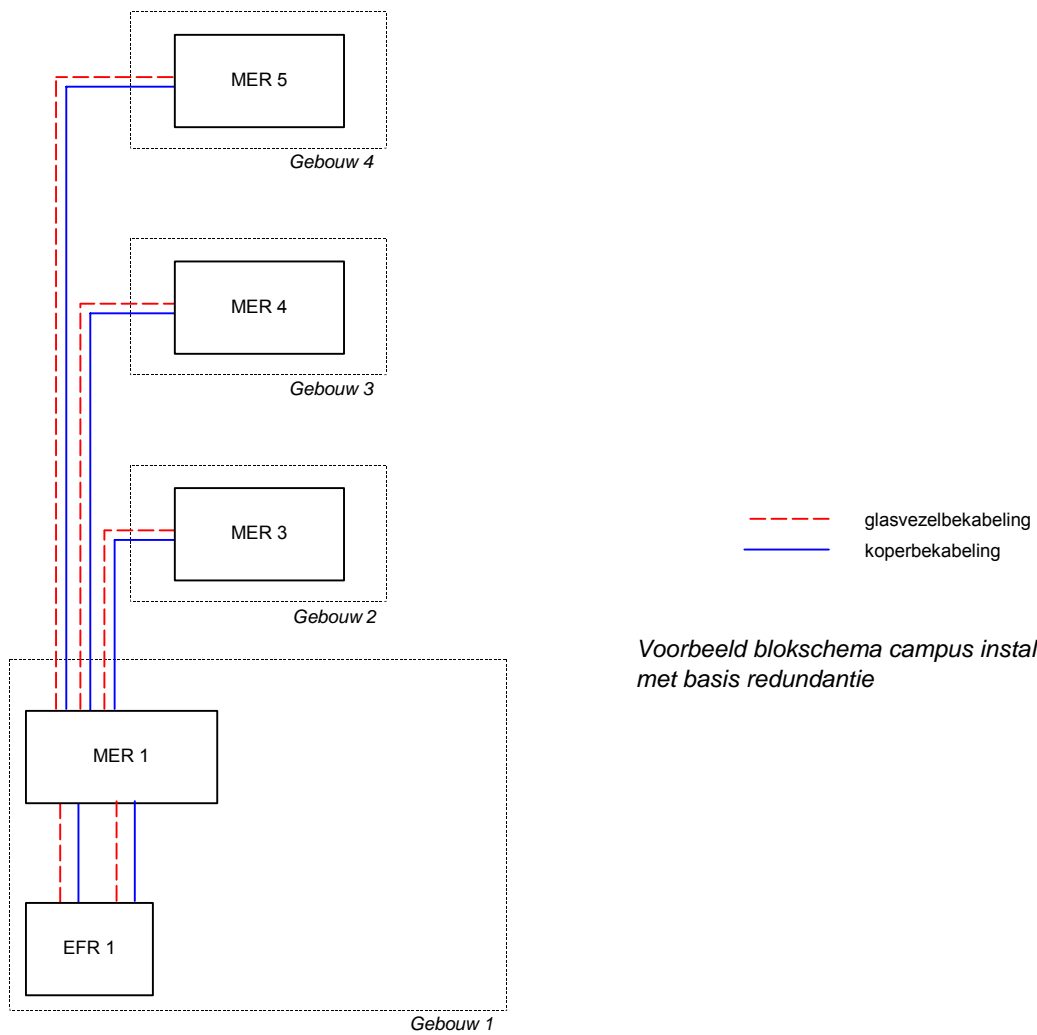 MER 5
Gebouw 4
MER 4
Gebouw 3
MER 3
Gebouw 2
glasvezelbekabeling
koperbekabeling
Voorbeeld blokschema campus instal
met basis redundantie
MER 1
EFR 1
Gebouw 1